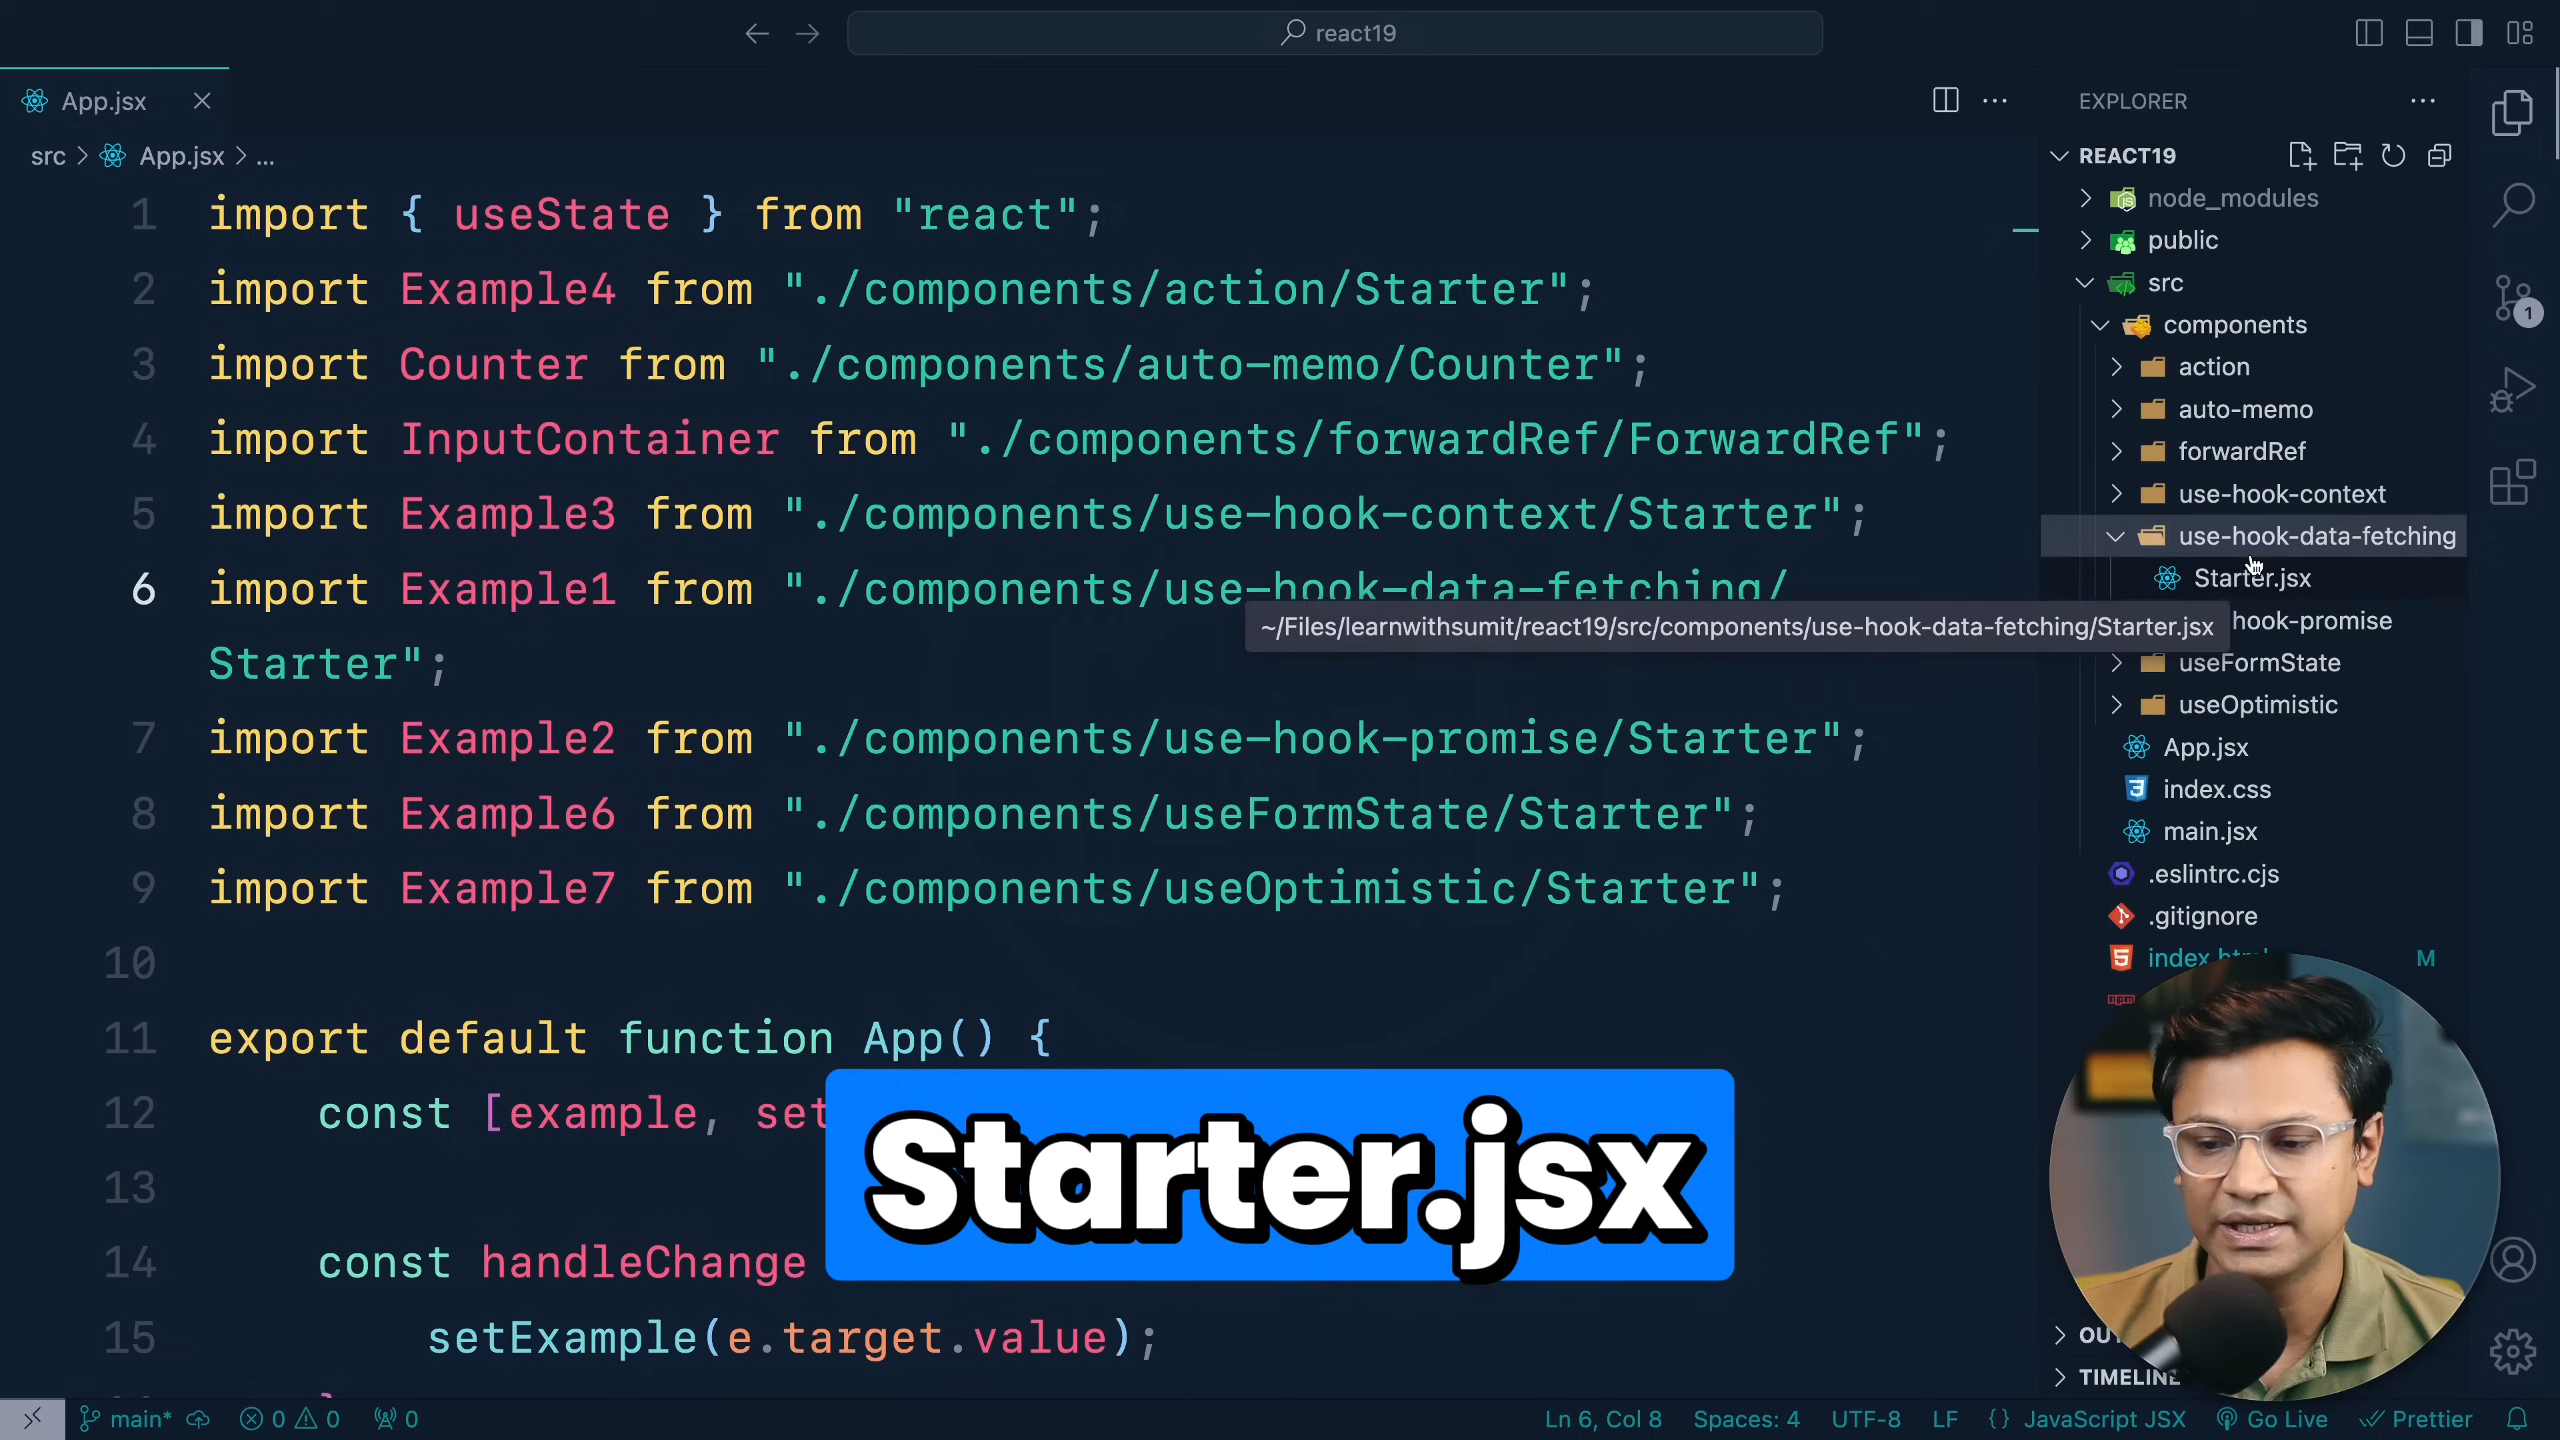 react19
App.jsx
EXPLORER
src > App.jsx > ...
REACT19
1 import { useState } from "react";
2 import Example4 from "./components/action/Starter";
3 import Counter from "./components/auto-memo/Counter";
4 import InputContainer from "./components/forwardRef/ForwardRef";
5 import Example3 from "./components/use-hook-context/Starter";
6 import Example1 from "./components/use-hook-data-fetching/
Starter";
7 import Example2 from "./components/use-hook-promise/Starter";
8 import Example6 from "./components/useFormState/Starter";
9 import Example7 from "./components/useOptimistic/Starter";
10
11 export default function App() {
12 const [example, set
13
14 const handleChange
15 setExample(e.target.value);
Starter.jsx
node_modules
public
src
components
action
auto-memo
forwardRef
use-hook-context
use-hook-data-fetching
Starter.jsx
~/Files/learnwithsumit/react19/src/components/use-hook-data-fetching/Starter.jsx
hook-promise
useFormState
useOptimistic
App.jsx
index.css
main.jsx
.eslintrc.cjs
.gitignore
M
1
TIMELINE
main*
0 0
0
Ln 6, Col 8
Spaces: 4
UTF-8
LF
{} JavaScript JSX
Go Live
Prettier